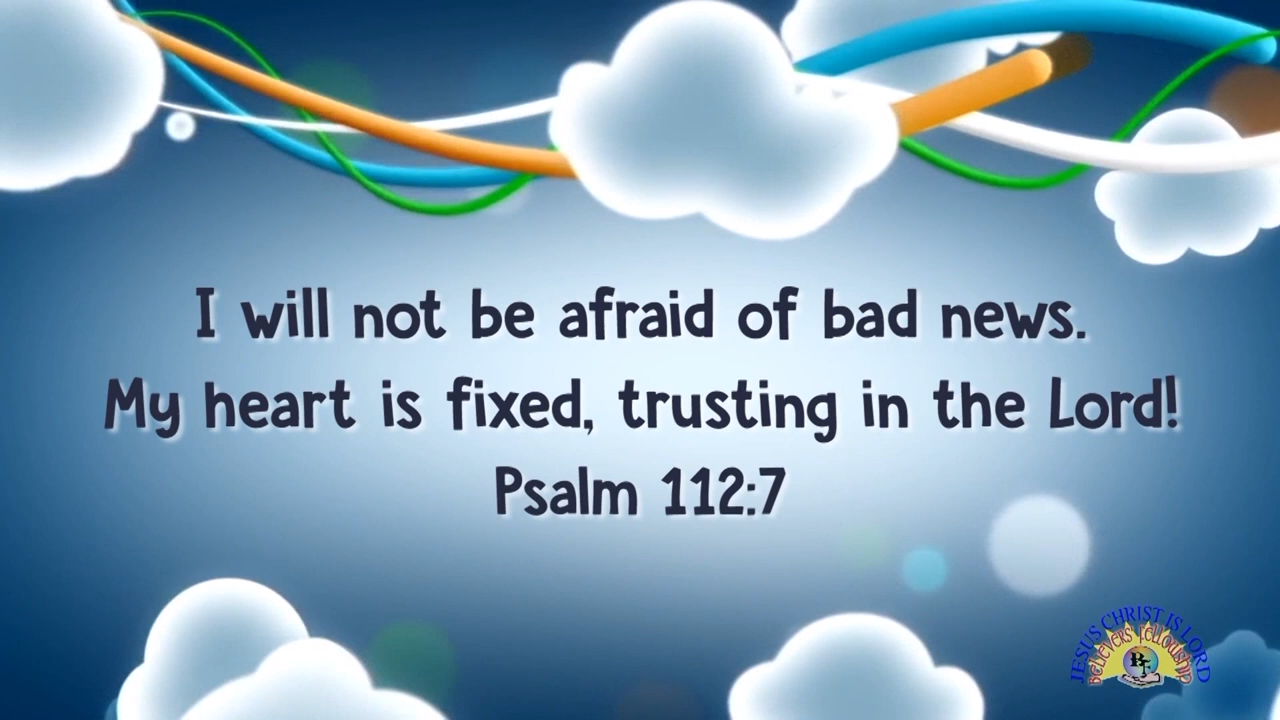 I will not be afraid of bad news.
My heart is fixed, trusting in the Lord!
Psalm 112:7
JESUS CHRIST IS LORD
BELIEVERS FELLOWSHIP